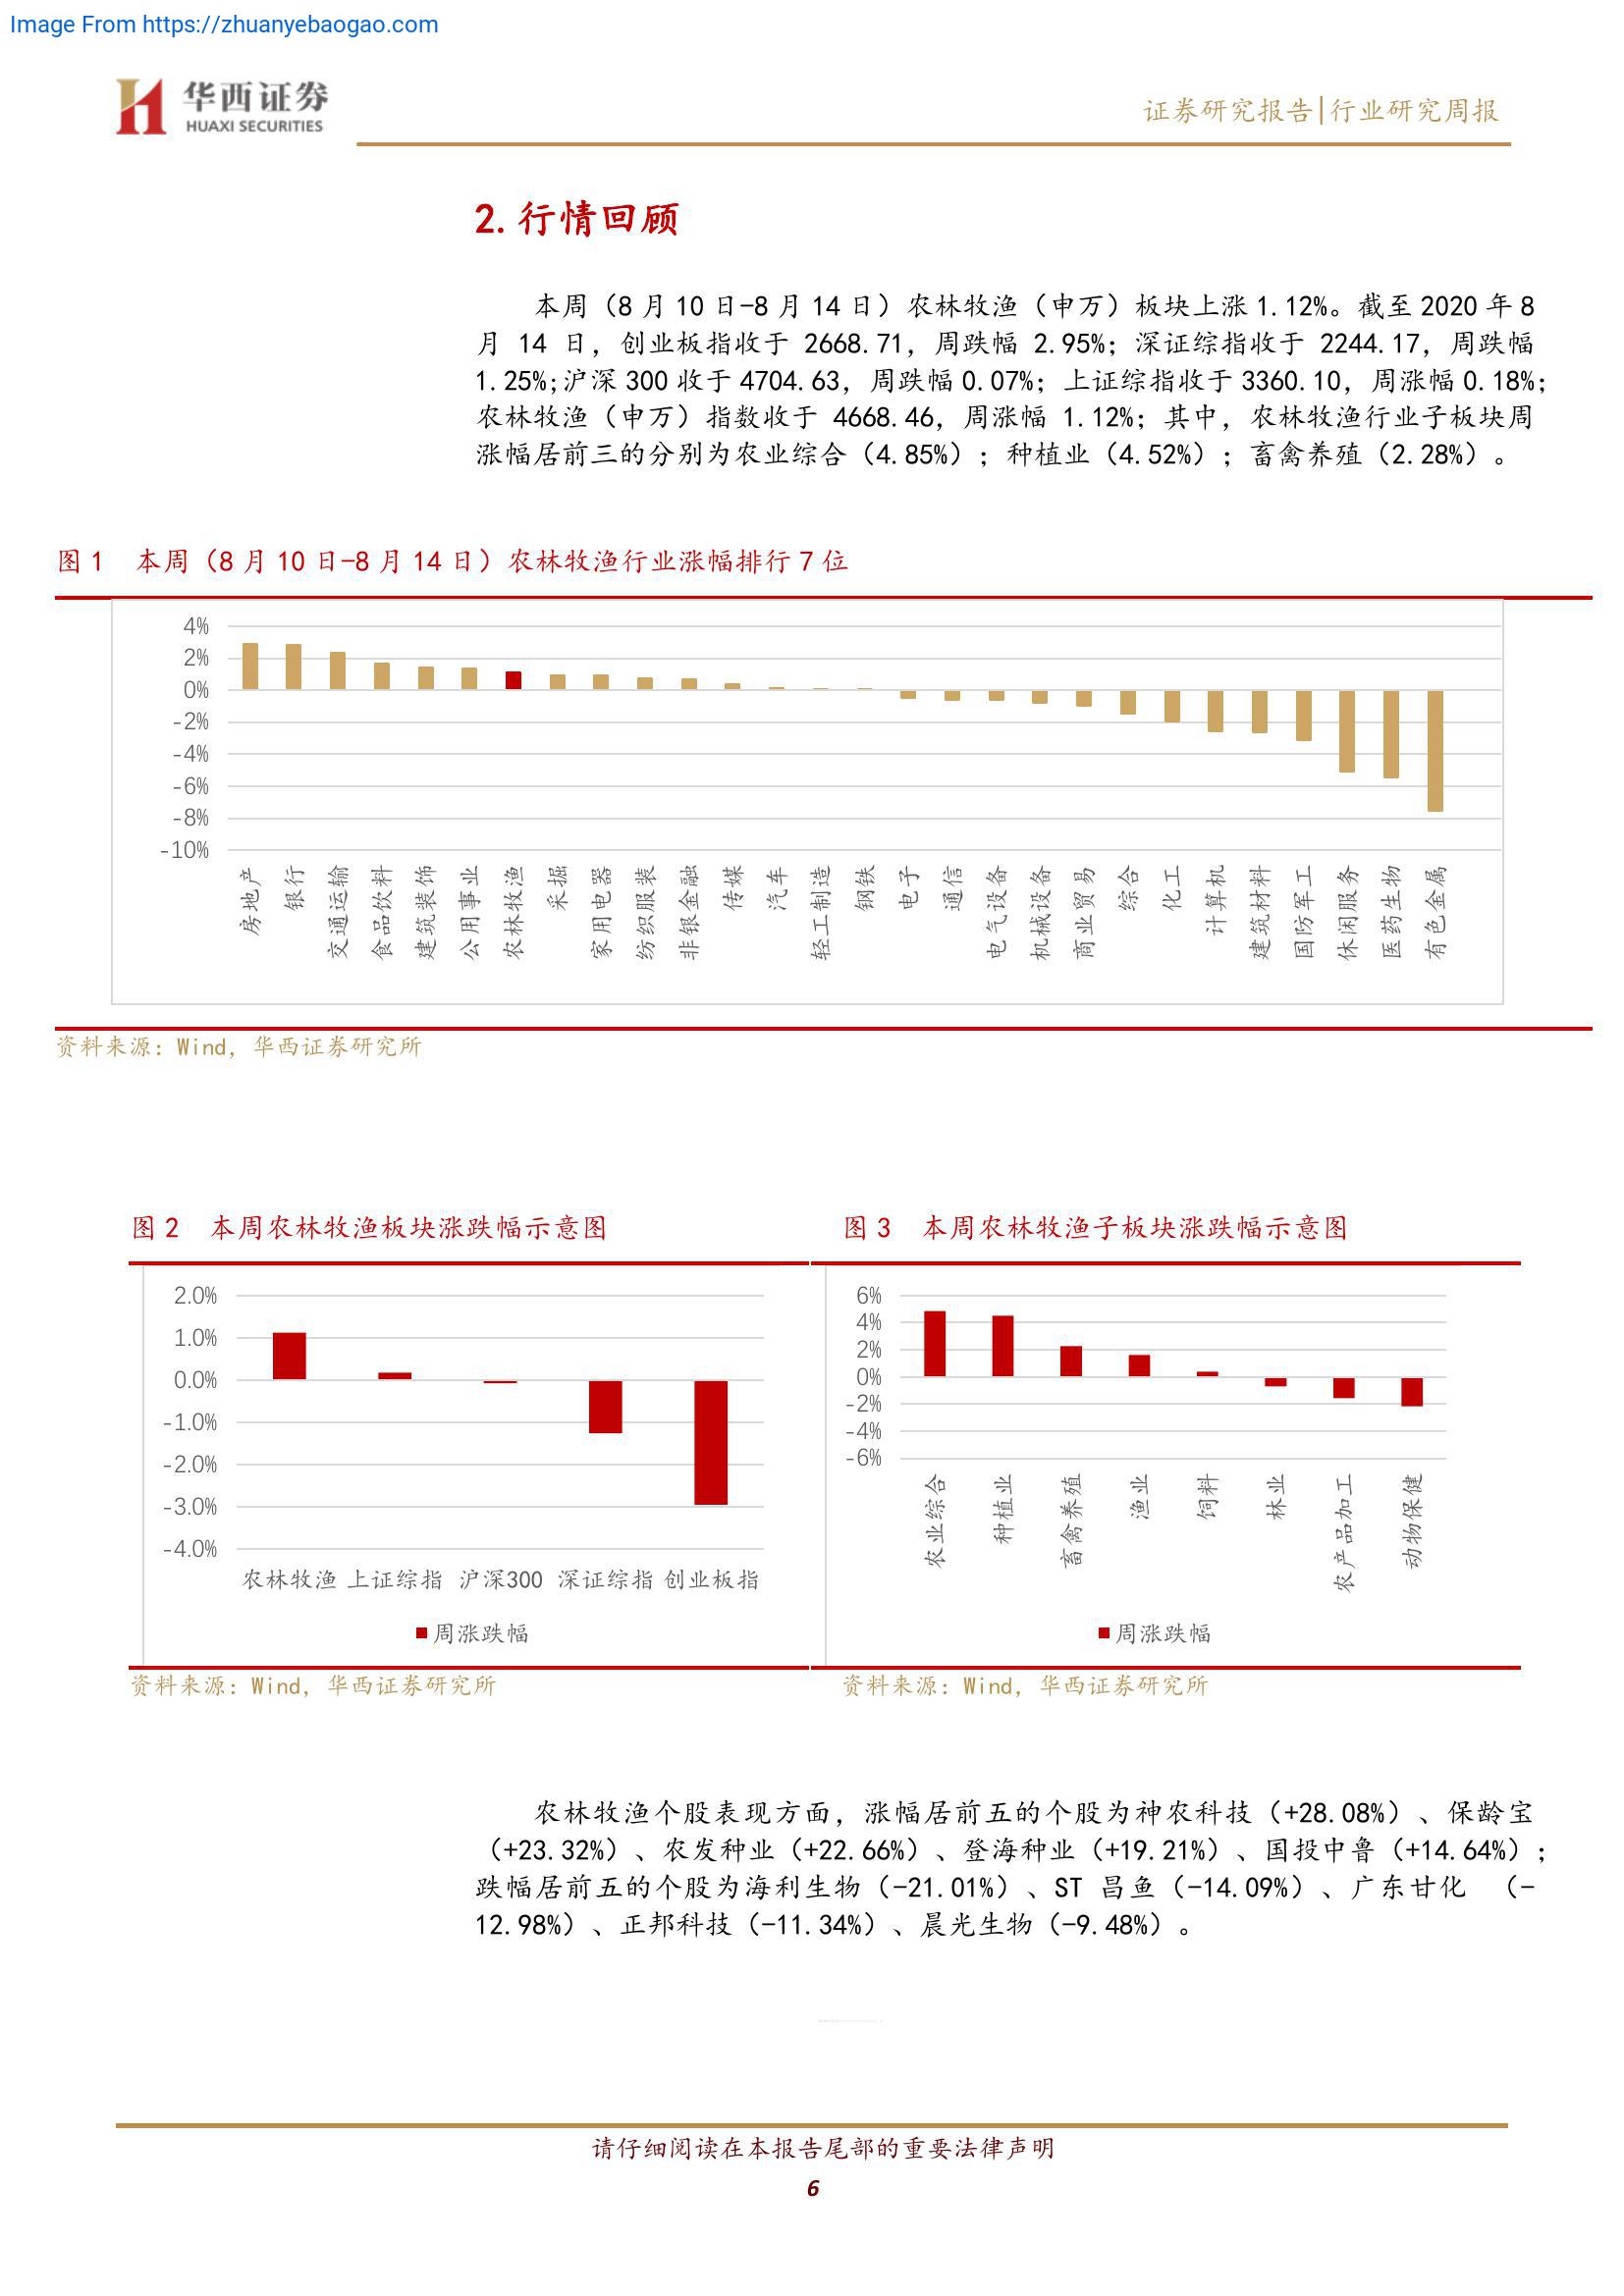 Image From https://zhuanyebaogao.com
华西证券
HUAXI SECURITIES
证券研究报告|行业研究周报
2.行情回顾
本周（8 月 10 日-8 月 14 日）农林牧渔（申万）板块上涨 1.12%。截至 2020 年 8
月 14 日，创业板指收于 2668.71，周跌幅 2.95%；深证综指收于 2244.17，周跌幅
1.25%;沪深 300 收于 4704.63，周跌幅 0.07%；上证综指收于 3360.10，周涨幅 0.18%；
农林牧渔（申万）指数收于 4668.46，周涨幅 1.12%；其中，农林牧渔行业子板块周
涨幅居前三的分别为农业综合（4.85%）；种植业（4.52%）；畜禽养殖（2.28%）。
图 1 本周（8 月 10 日-8 月 14 日）农林牧渔行业涨幅排行 7 位
4%
2%
0%
-2%
-4%
-6%
-8%
-10%
房地产
银行
交通运输
食品饮料
建筑装饰
公用事业
农林牧渔
采掘
家用电器
纺织服装
非银金融
传媒
汽车
轻工制造
钢铁
电子
通信
电气设备
机械设备
商业贸易
综合
化工
计算机
建筑材料
国防军工
休闲服务
医药生物
有色金属
资料来源：Wind，华西证券研究所
图 2 本周农林牧渔板块涨跌幅示意图
2.0%
1.0%
0.0%
-1.0%
-2.0%
-3.0%
-4.0%
农林牧渔 上证综指 沪深300 深证综指 创业板指
周涨跌幅
资料来源：Wind，华西证券研究所
图 3 本周农林牧渔子板块涨跌幅示意图
6%
4%
2%
0%
-2%
-4%
-6%
农业综合
种植业
畜禽养殖
渔业
饲料
林业
农产品加工
动物保健
周涨跌幅
资料来源：Wind，华西证券研究所
农林牧渔个股表现方面，涨幅居前五的个股为神农科技（+28.08%）、保龄宝
（+23.32%）、农发种业（+22.66%）、登海种业（+19.21%）、国投中鲁（+14.64%）；
跌幅居前五的个股为海利生物（-21.01%）、ST 昌鱼（-14.09%）、广东甘化 （-
12.98%）、正邦科技（-11.34%）、晨光生物（-9.48%）。
请仔细阅读在本报告尾部的重要法律声明
6